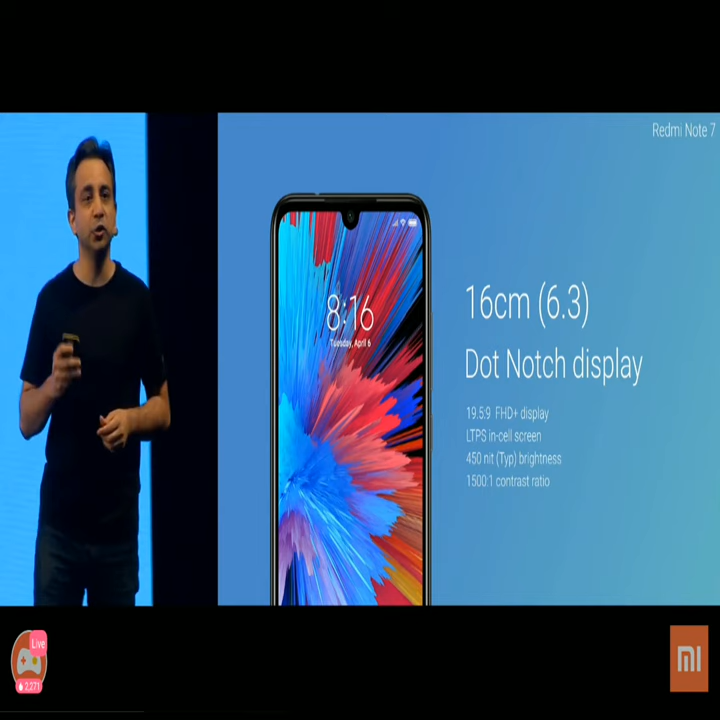 Redmi Note 7
8:16
Tuesday, April 6
16cm (6.3)
Dot Notch display
19.5:9 FHD+ display
LTPS in-cell screen
450 nit (Typ) brightness
1500:1 contrast ratio
Live
2,271
MI